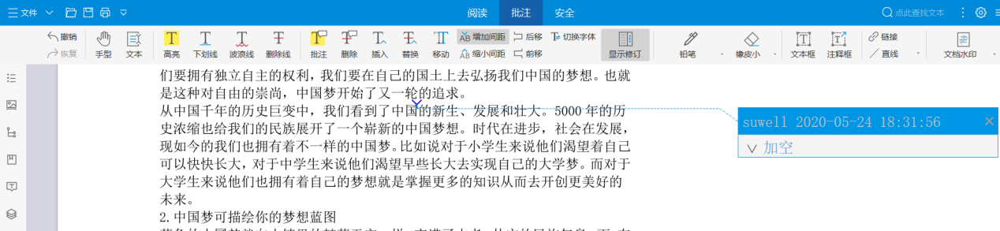 文件 阅读 批注 安全 点此查找文本
撤销 恢复 手型 文本 高亮 下划线 波浪线 删除线 批注 删除 插入 替换 移动 增加间距 缩小间距 后移 前移 切换字体 显示修订 铅笔 橡皮小 文本框 注释框 链接 直线 文档水印
们要拥有独立自主的权利，我们要在自己的国土上去弘扬我们中国的梦想。也就
是这种对自由的崇尚，中国梦开始了又一轮的追求。
从中国千年的历史巨变中，我们看到了中国的新生、发展和壮大。5000 年的历
史浓缩也给我们的民族展开了一个崭新的中国梦想。时代在进步，社会在发展，
现如今的我们也拥有着不一样的中国梦。比如说对于小学生来说他们渴望着自己
可以快快长大，对于中学生来说他们渴望早些长大去实现自己的大学梦。而对于
大学生来说他们也拥有着自己的梦想就是掌握更多的知识从而去开创更美好的
未来。
2.中国梦可描绘你的梦想蓝图
suwell 2020-05-24 18:31:56
加空